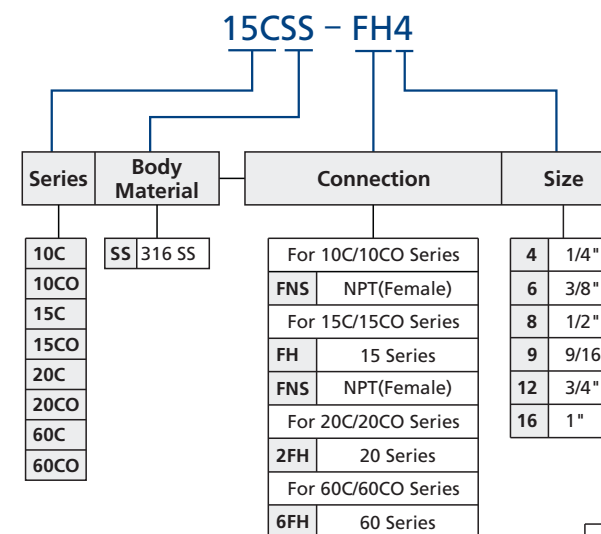 15CSS – FH4
Series
Body
Material
Connection
Size
10C
10CO
15C
15CO
20C
20CO
60C
60CO
SS 316 SS
For 10C/10CO Series
FNS NPT(Female)
For 15C/15CO Series
FH 15 Series
FNS NPT(Female)
For 20C/20CO Series
2FH 20 Series
For 60C/60CO Series
6FH 60 Series
4 1/4"
6 3/8"
8 1/2"
9 9/16
12 3/4"
16 1"